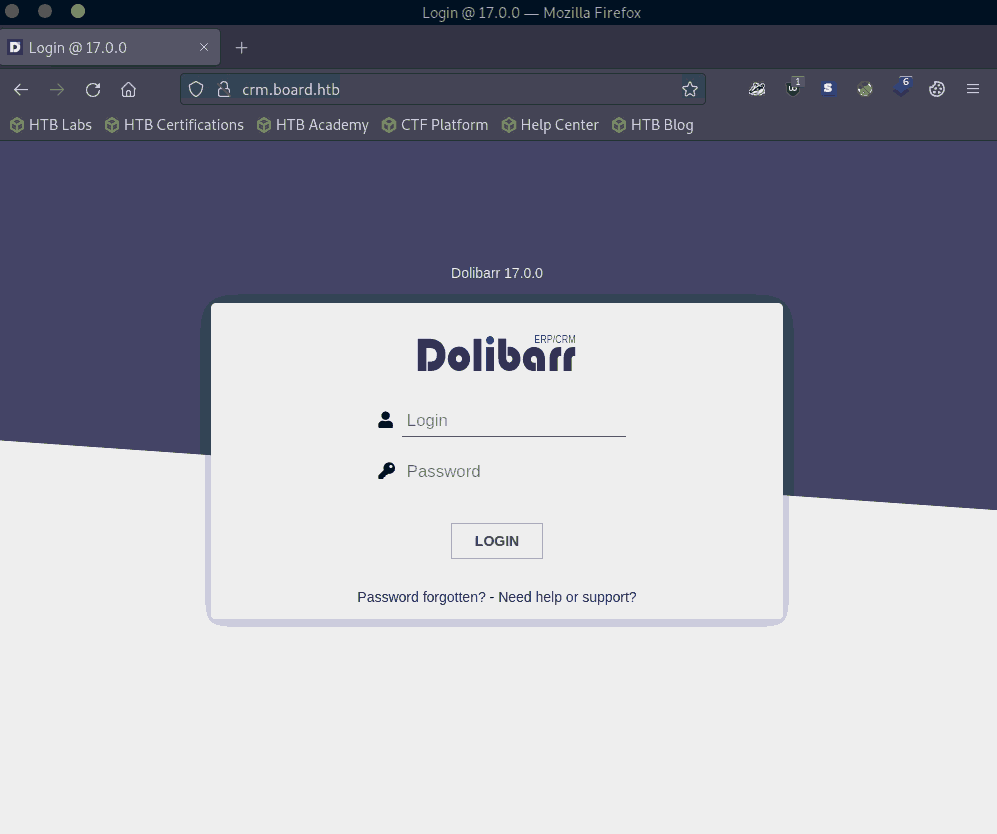 Login @ 17.0.0 — Mozilla Firefox
Login @ 17.0.0
crm.board.htb
1
S
6
HTB Labs HTB Certifications HTB Academy CTF Platform Help Center HTB Blog
Dolibarr 17.0.0
ERP/CRM
Dolibarr
Login
Password
LOGIN
Password forgotten? - Need help or support?